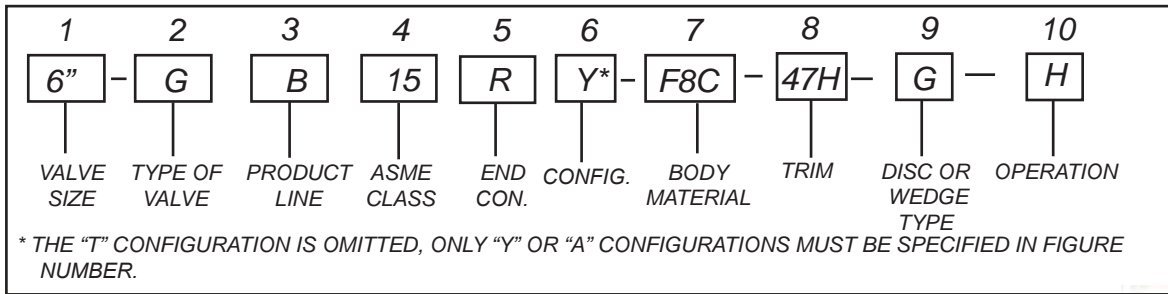 1 2 3 4 5 6 7 8 9 10
6” – G B 15 R Y* – F8C – 47H – G – H
VALVE SIZE
TYPE OF VALVE
PRODUCT LINE
ASME CLASS
END CON.
CONFIG.
BODY MATERIAL
TRIM
DISC OR WEDGE TYPE
OPERATION
* THE “T” CONFIGURATION IS OMITTED, ONLY “Y” OR “A” CONFIGURATIONS MUST BE SPECIFIED IN FIGURE
NUMBER.